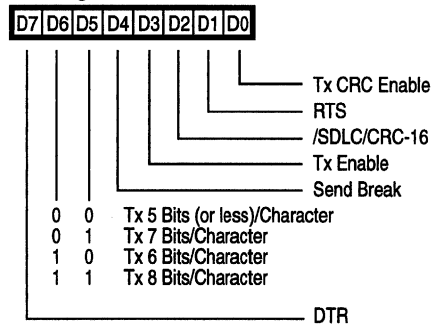 D7 D6 D5 D4 D3 D2 D1 D0
Tx CRC Enable
RTS
/SDLC/CRC-16
Tx Enable
Send Break
0 0 Tx 5 Bits (or less)/Character
0 1 Tx 7 Bits/Character
1 0 Tx 6 Bits/Character
1 1 Tx 8 Bits/Character
DTR